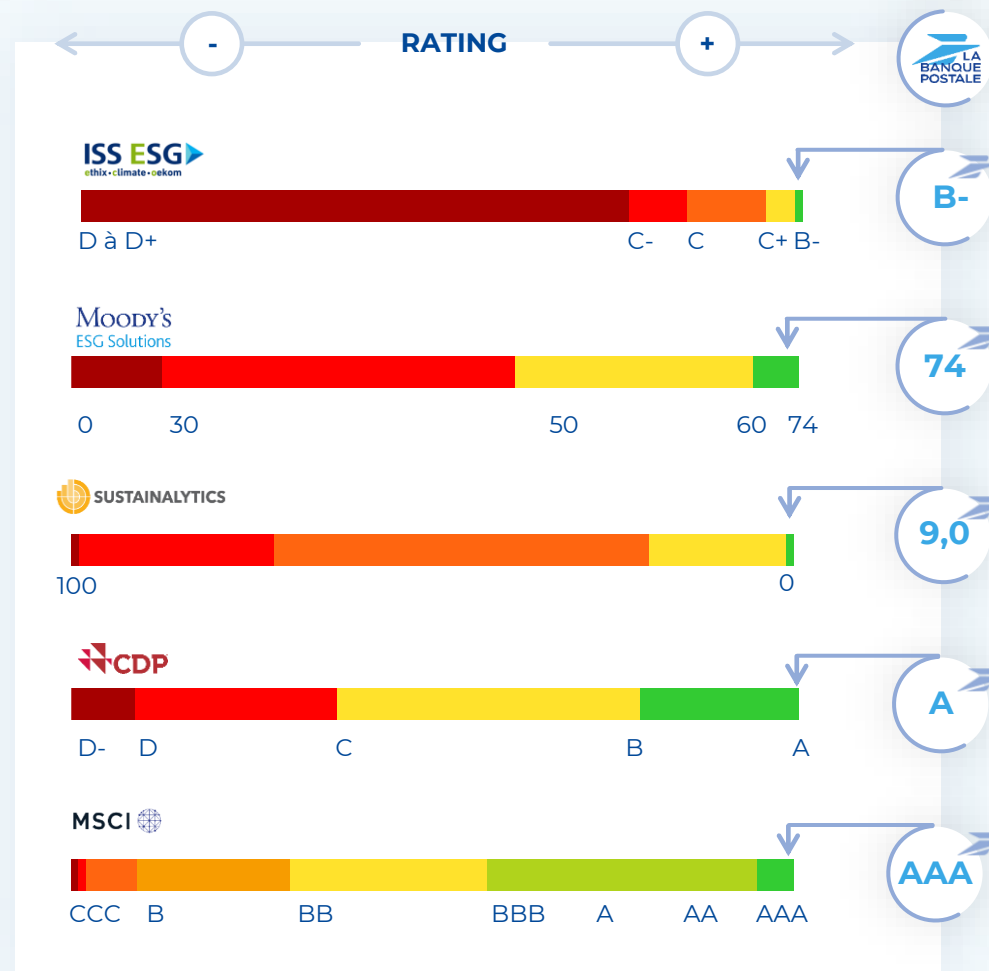 - RATING +
LA
BANQUE
POSTALE
ISS ESG
ethix·climate·oekom
B-
D à D+ C- C C+ B-
MOODY'S
ESG Solutions
74
0 30 50 60 74
SUSTAINALYTICS
9,0
100 0
CDP
A
D- D C B A
MSCI
AAA
CCC B BB BBB A AA AAA